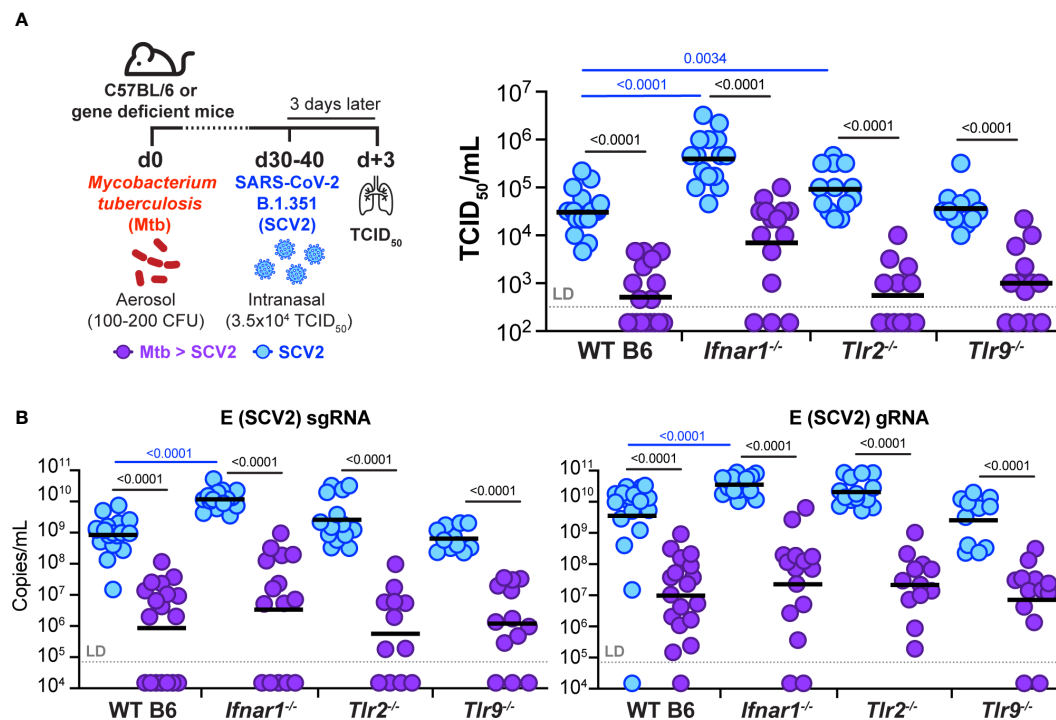 A
C57BL/6 or
gene deficient mice
3 days later
d0
d30-40
d+3
Mycobacterium
tuberculosis
(Mtb)
SARS-CoV-2
B.1.351
(SCV2)
TCID50
Aerosol
(100-200 CFU)
Intranasal
(3.5x10⁴ TCID50)
Mtb > SCV2
SCV2
0.0034
<0.0001
<0.0001
<0.0001
<0.0001
<0.0001
TCID50/mL
10⁷
10⁶
10⁵
10⁴
10³
10²
LD
WT B6
Ifnar1-/-
Tlr2-/-
Tlr9-/-
B
E (SCV2) sgRNA
<0.0001
<0.0001
<0.0001
<0.0001
<0.0001
Copies/mL
10¹¹
10¹⁰
10⁹
10⁸
10⁷
10⁶
10⁵
10⁴
LD
WT B6
Ifnar1-/-
Tlr2-/-
Tlr9-/-
E (SCV2) gRNA
<0.0001
<0.0001
<0.0001
<0.0001
<0.0001
10¹¹
10¹⁰
10⁹
10⁸
10⁷
10⁶
10⁵
10⁴
LD
WT B6
Ifnar1-/-
Tlr2-/-
Tlr9-/-